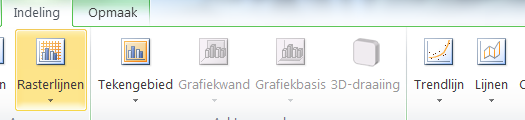 Indeling Opmaak
Rasterlijnen Tekengebied Grafiekwand Grafiekbasis 3D-draaiing Trendlijn Lijnen